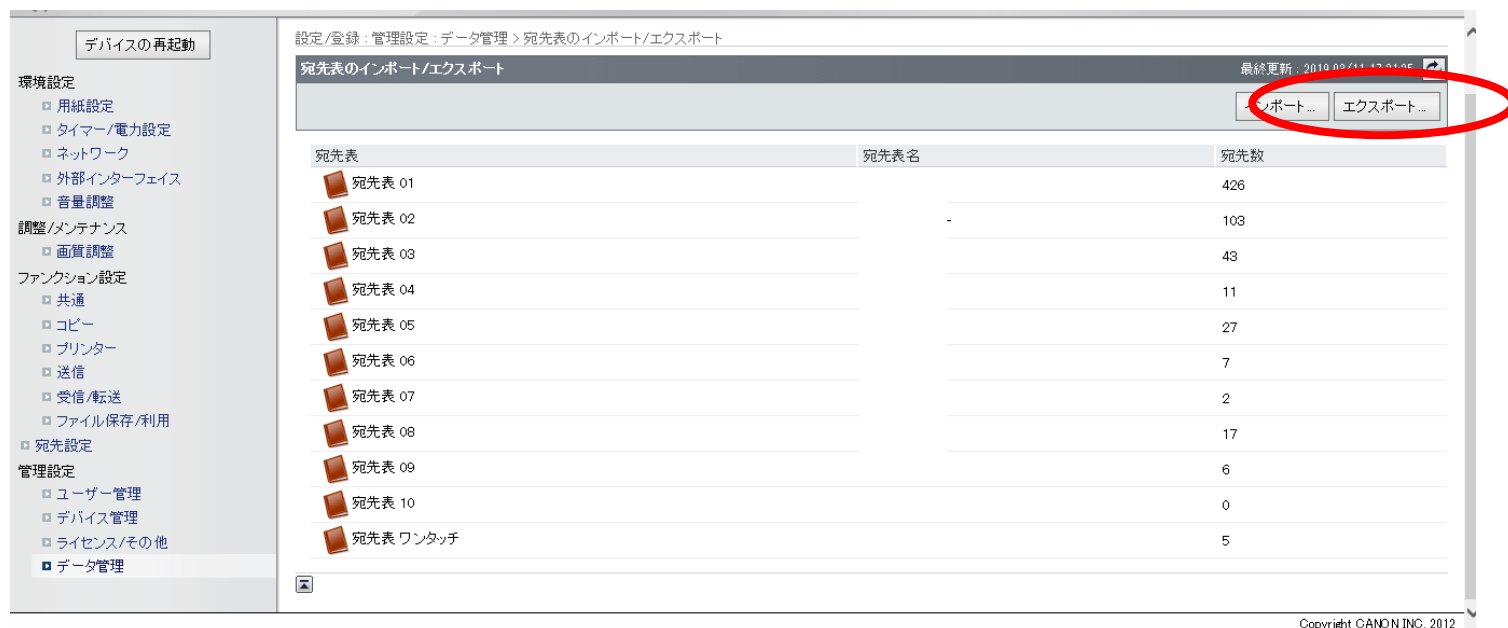 デバイスの再起動
設定/登録 : 管理設定 : データ管理 > 宛先表のインポート/エクスポート
環境設定
用紙設定
タイマー/電力設定
ネットワーク
外部インターフェイス
音量調整
調整/メンテナンス
画質調整
ファンクション設定
共通
コピー
プリンター
送信
受信/転送
ファイル保存/利用
宛先設定
管理設定
ユーザー管理
デバイス管理
ライセンス/その他
データ管理
宛先表のインポート/エクスポート 最終更新 : 2019
ンポート... エクスポート...
宛先表 宛先表名 宛先数
宛先表 01 426
宛先表 02 - 103
宛先表 03 43
宛先表 04 11
宛先表 05 27
宛先表 06 7
宛先表 07 2
宛先表 08 17
宛先表 09 6
宛先表 10 0
宛先表 ワンタッチ 5
Copyright CANON INC. 2012